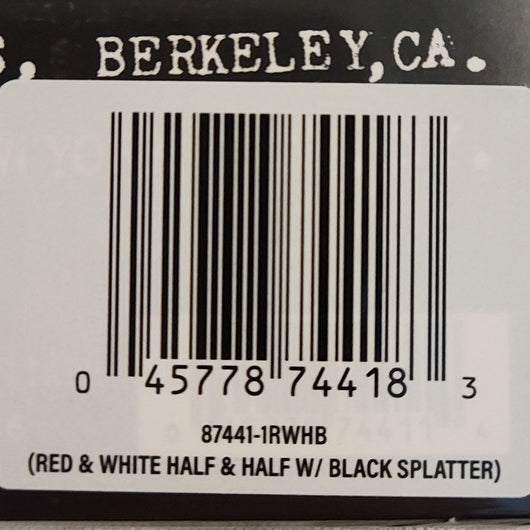 S, BERKELEY, CA.
0 45778 74418 3
87441-1RWHB
(RED & WHITE HALF & HALF W/ BLACK SPLATTER)